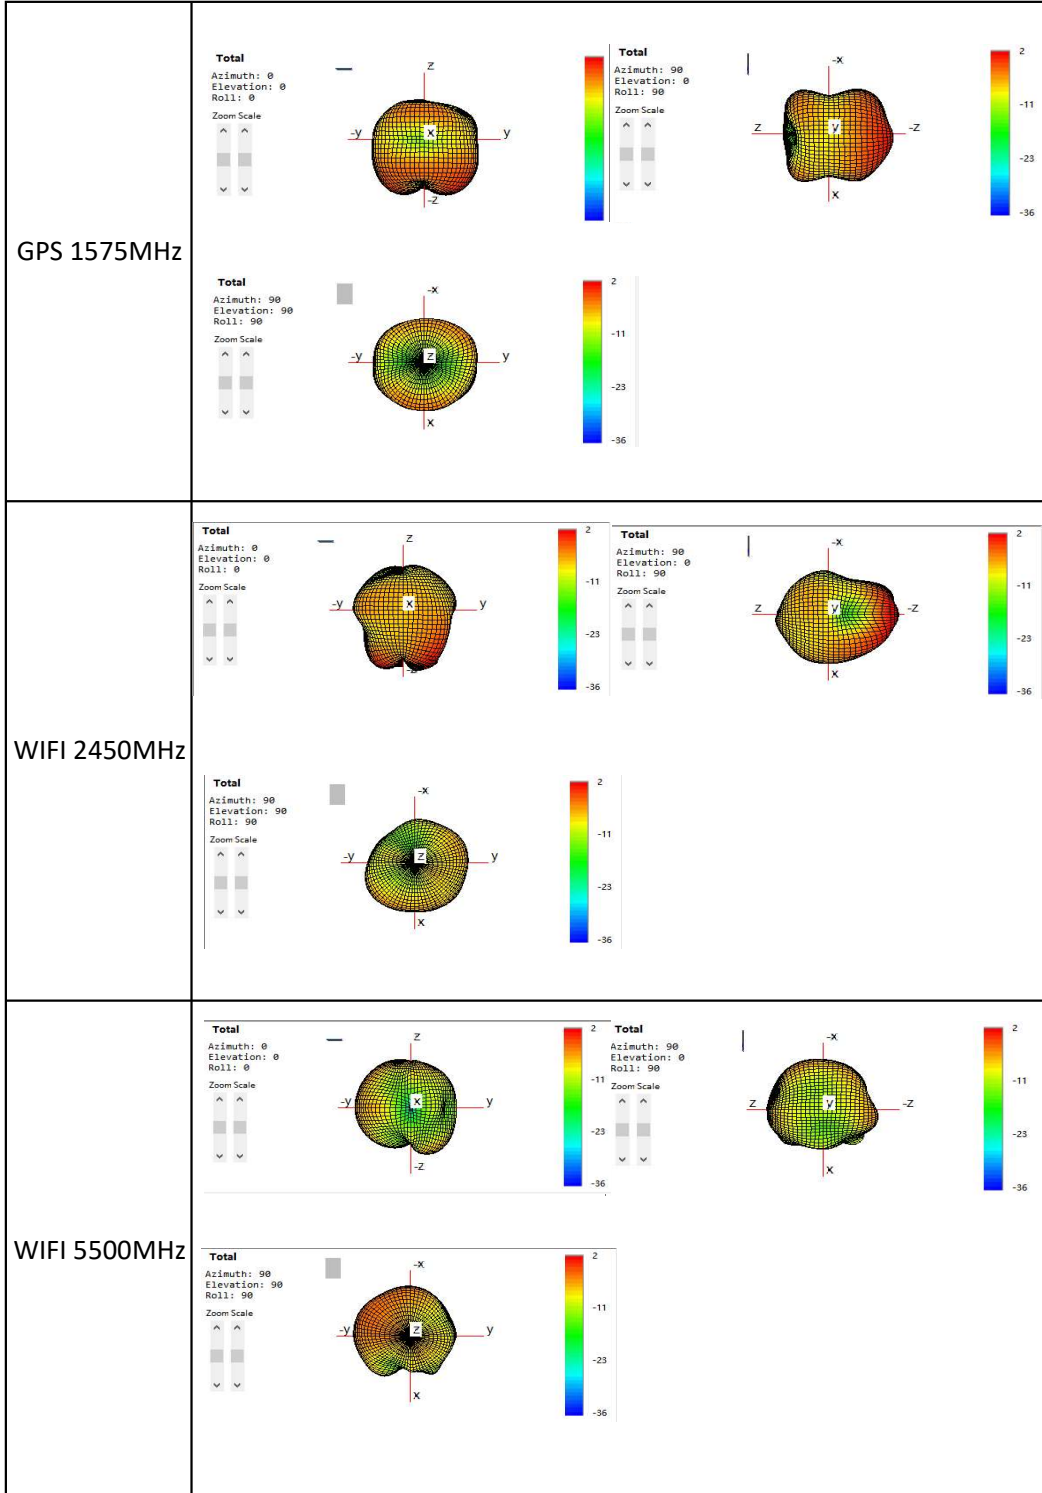 GPS 1575MHz
Total
Azimuth: 0
Elevation: 0
Roll: 0
Zoom Scale
z
-y
x
y
-z
Total
Azimuth: 90
Elevation: 0
Roll: 90
Zoom Scale
-x
z
y
-z
x
2
-11
-23
-36
Total
Azimuth: 90
Elevation: 90
Roll: 90
Zoom Scale
-x
-y
z
y
x
2
-11
-23
-36
WIFI 2450MHz
Total
Azimuth: 0
Elevation: 0
Roll: 0
Zoom Scale
z
-y
x
y
-z
2
-11
-23
-36
Total
Azimuth: 90
Elevation: 0
Roll: 90
Zoom Scale
-x
z
y
-z
x
2
-11
-23
-36
Total
Azimuth: 90
Elevation: 90
Roll: 90
Zoom Scale
-x
-y
z
y
x
2
-11
-23
-36
WIFI 5500MHz
Total
Azimuth: 0
Elevation: 0
Roll: 0
Zoom Scale
z
-y
x
y
-z
2
-11
-23
-36
Total
Azimuth: 90
Elevation: 0
Roll: 90
Zoom Scale
-x
z
y
-z
x
2
-11
-23
-36
Total
Azimuth: 90
Elevation: 90
Roll: 90
Zoom Scale
-x
-y
z
y
x
2
-11
-23
-36